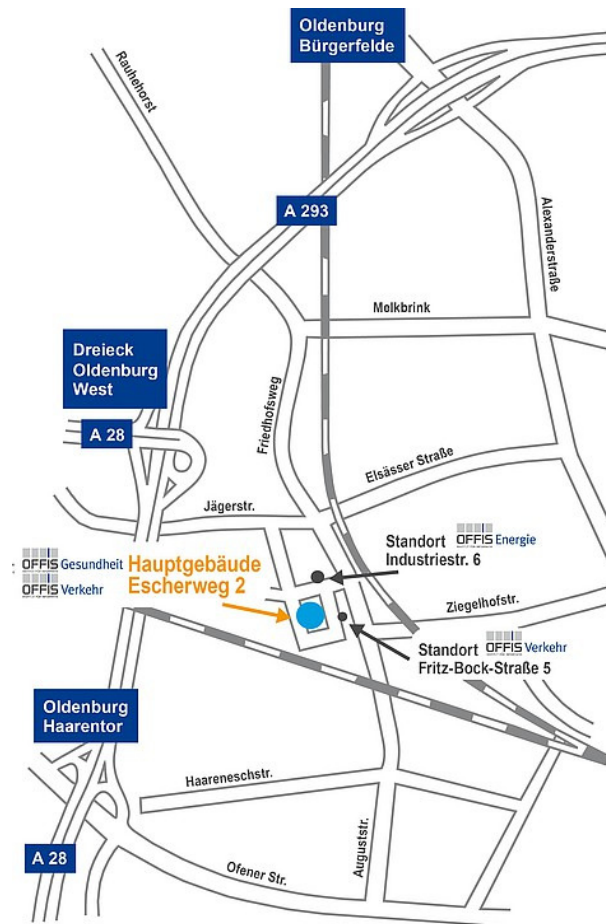 Oldenburg
Bürgerfelde
Rauhehorst
A 293
Alexanderstraße
Melkbrink
Dreieck
Oldenburg
West
A 28
Friedhofsweg
Elsässer Straße
Jägerstr.
Standort OFFIS Energie
Industriestr. 6
OFFIS Gesundheit
OFFIS Verkehr
Hauptgebäude
Escherweg 2
Ziegelhofstr.
Standort OFFIS Verkehr
Fritz-Bock-Straße 5
Oldenburg
Haarentor
Haareneschstr.
Auguststr.
A 28
Ofener Str.